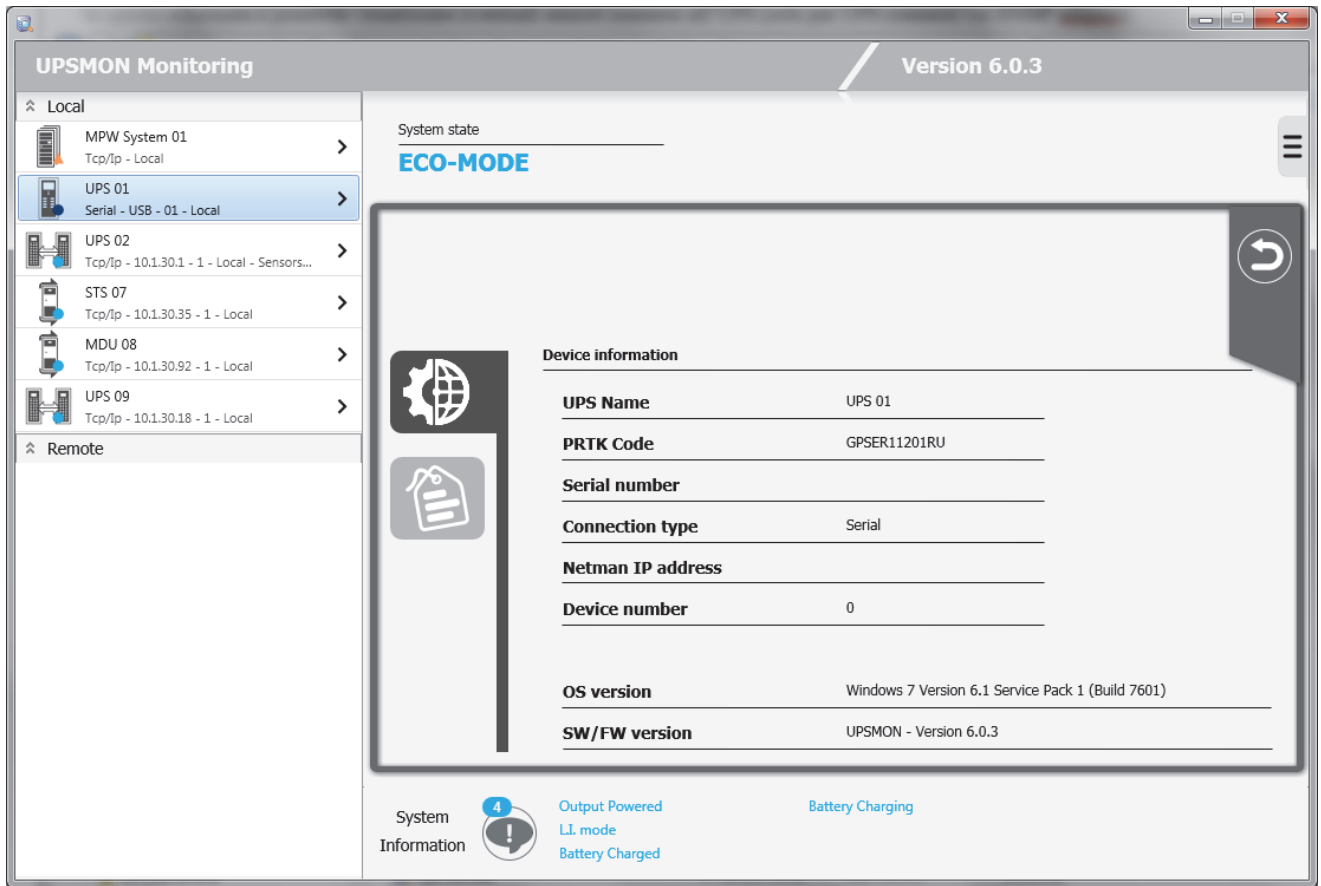 UPSMON Monitoring
Version 6.0.3
Local
MPW System 01
Tcp/Ip - Local
UPS 01
Serial - USB - 01 - Local
UPS 02
Tcp/Ip - 10.1.30.1 - 1 - Local - Sensors...
STS 07
Tcp/Ip - 10.1.30.35 - 1 - Local
MDU 08
Tcp/Ip - 10.1.30.92 - 1 - Local
UPS 09
Tcp/Ip - 10.1.30.18 - 1 - Local
Remote
System state
ECO-MODE
Device information
UPS Name UPS 01
PRTK Code GPSER11201RU
Serial number
Connection type Serial
Netman IP address
Device number 0
OS version Windows 7 Version 6.1 Service Pack 1 (Build 7601)
SW/FW version UPSMON - Version 6.0.3
System
Information
4
Output Powered
L.I. mode
Battery Charged
Battery Charging